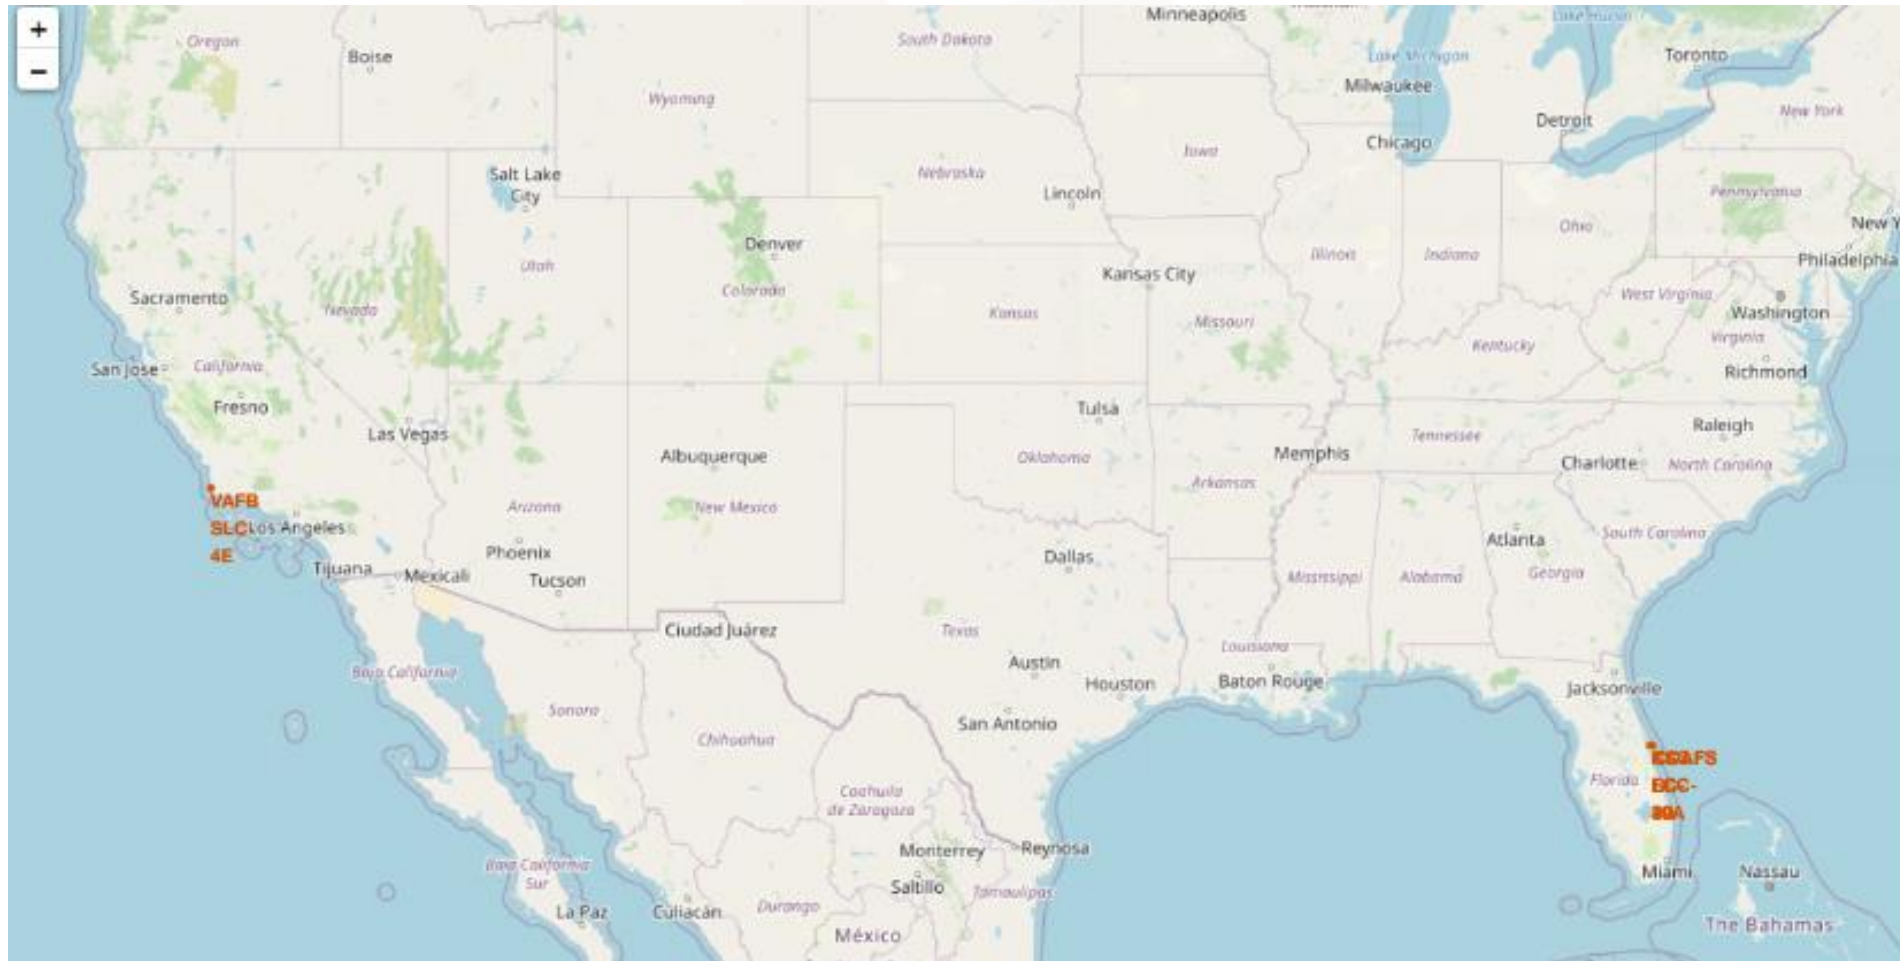 +
−
Oregon
Boise
South Dakota
Minneapolis
Lake Huron
Wyoming
Lake Michigan
Toronto
Milwaukee
New York
Detroit
Chicago
Iowa
Salt Lake
City
Nebraska
Lincoln
Pennsylvania
New Y
Denver
Ohio
Philadelphia
Utah
Colorado
Kansas City
Illinois
Indiana
Sacramento
Nevada
Kansas
Missouri
West Virginia
Washington
Virginia
Kentucky
San Jose
California
Richmond
Fresno
Las Vegas
Tulsa
Tennessee
Raleigh
Albuquerque
Oklahoma
Memphis
Charlotte
North Carolina
Arkansas
VAFB
SLC
4E
Los Angeles
Arizona
New Mexico
Phoenix
Dallas
Atlanta
South Carolina
Tijuana
Mexicali
Tucson
Mississippi
Alabama
Georgia
Ciudad Juárez
Texas
Louisiana
Baja California
Austin
Houston
Baton Rouge
Jacksonville
Sonora
San Antonio
Chihuahua
Florida
Coahuila
de Zaragoza
Monterrey
Reynosa
Baja California
Sur
Saltillo
Tamaulipas
Miami
Nassau
La Paz
Culiacán
Durango
México
The Bahamas